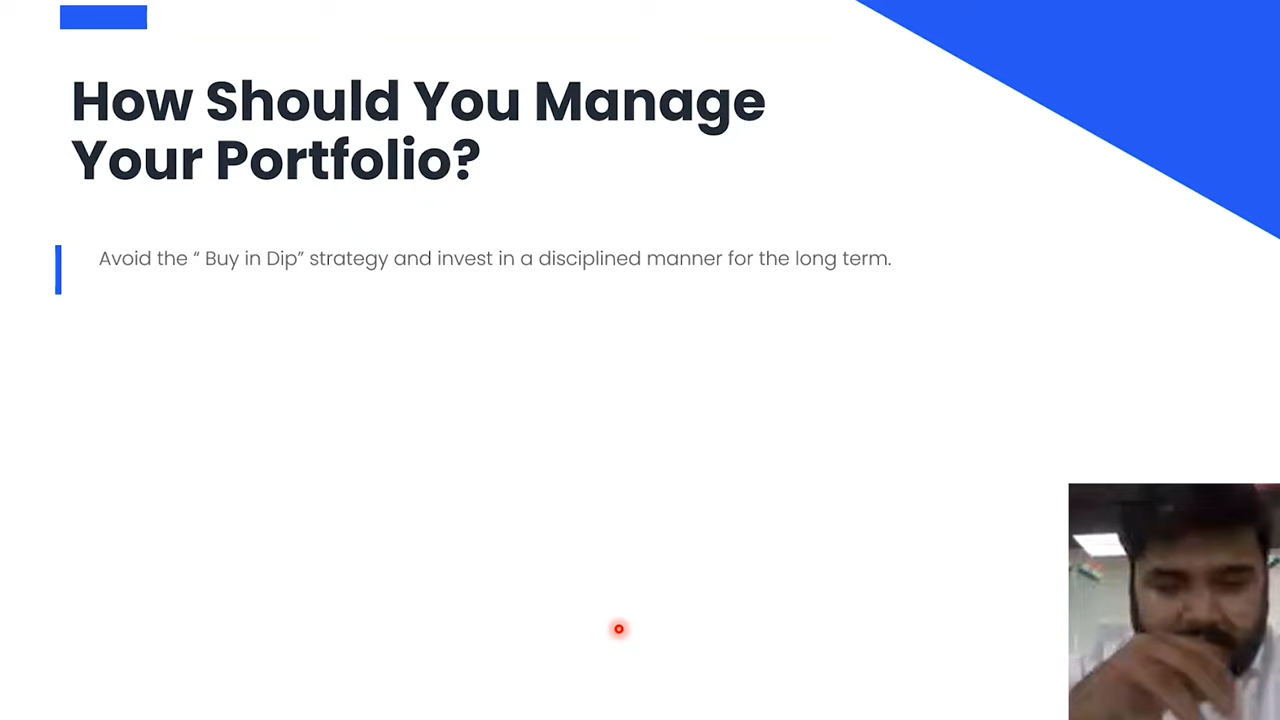 How Should You Manage
Your Portfolio?
Avoid the “ Buy in Dip” strategy and invest in a disciplined manner for the long term.